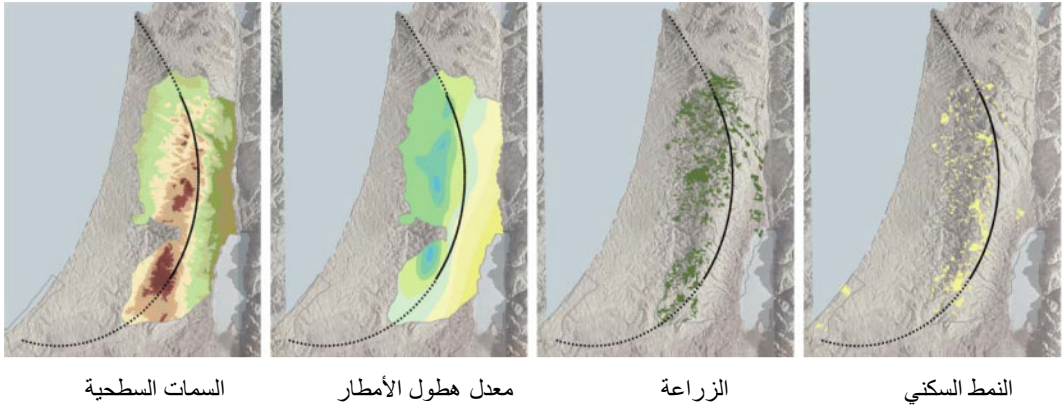 السمات السطحية
معدل هطول الأمطار
الزراعة
النمط السكني